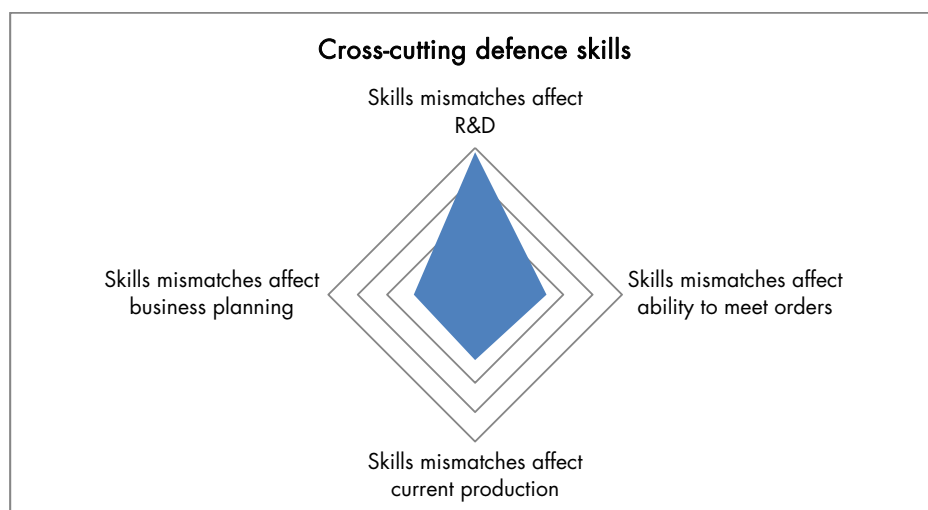 Cross-cutting defence skills
Skills mismatches affect
R&D
Skills mismatches affect
business planning
Skills mismatches affect
ability to meet orders
Skills mismatches affect
current production